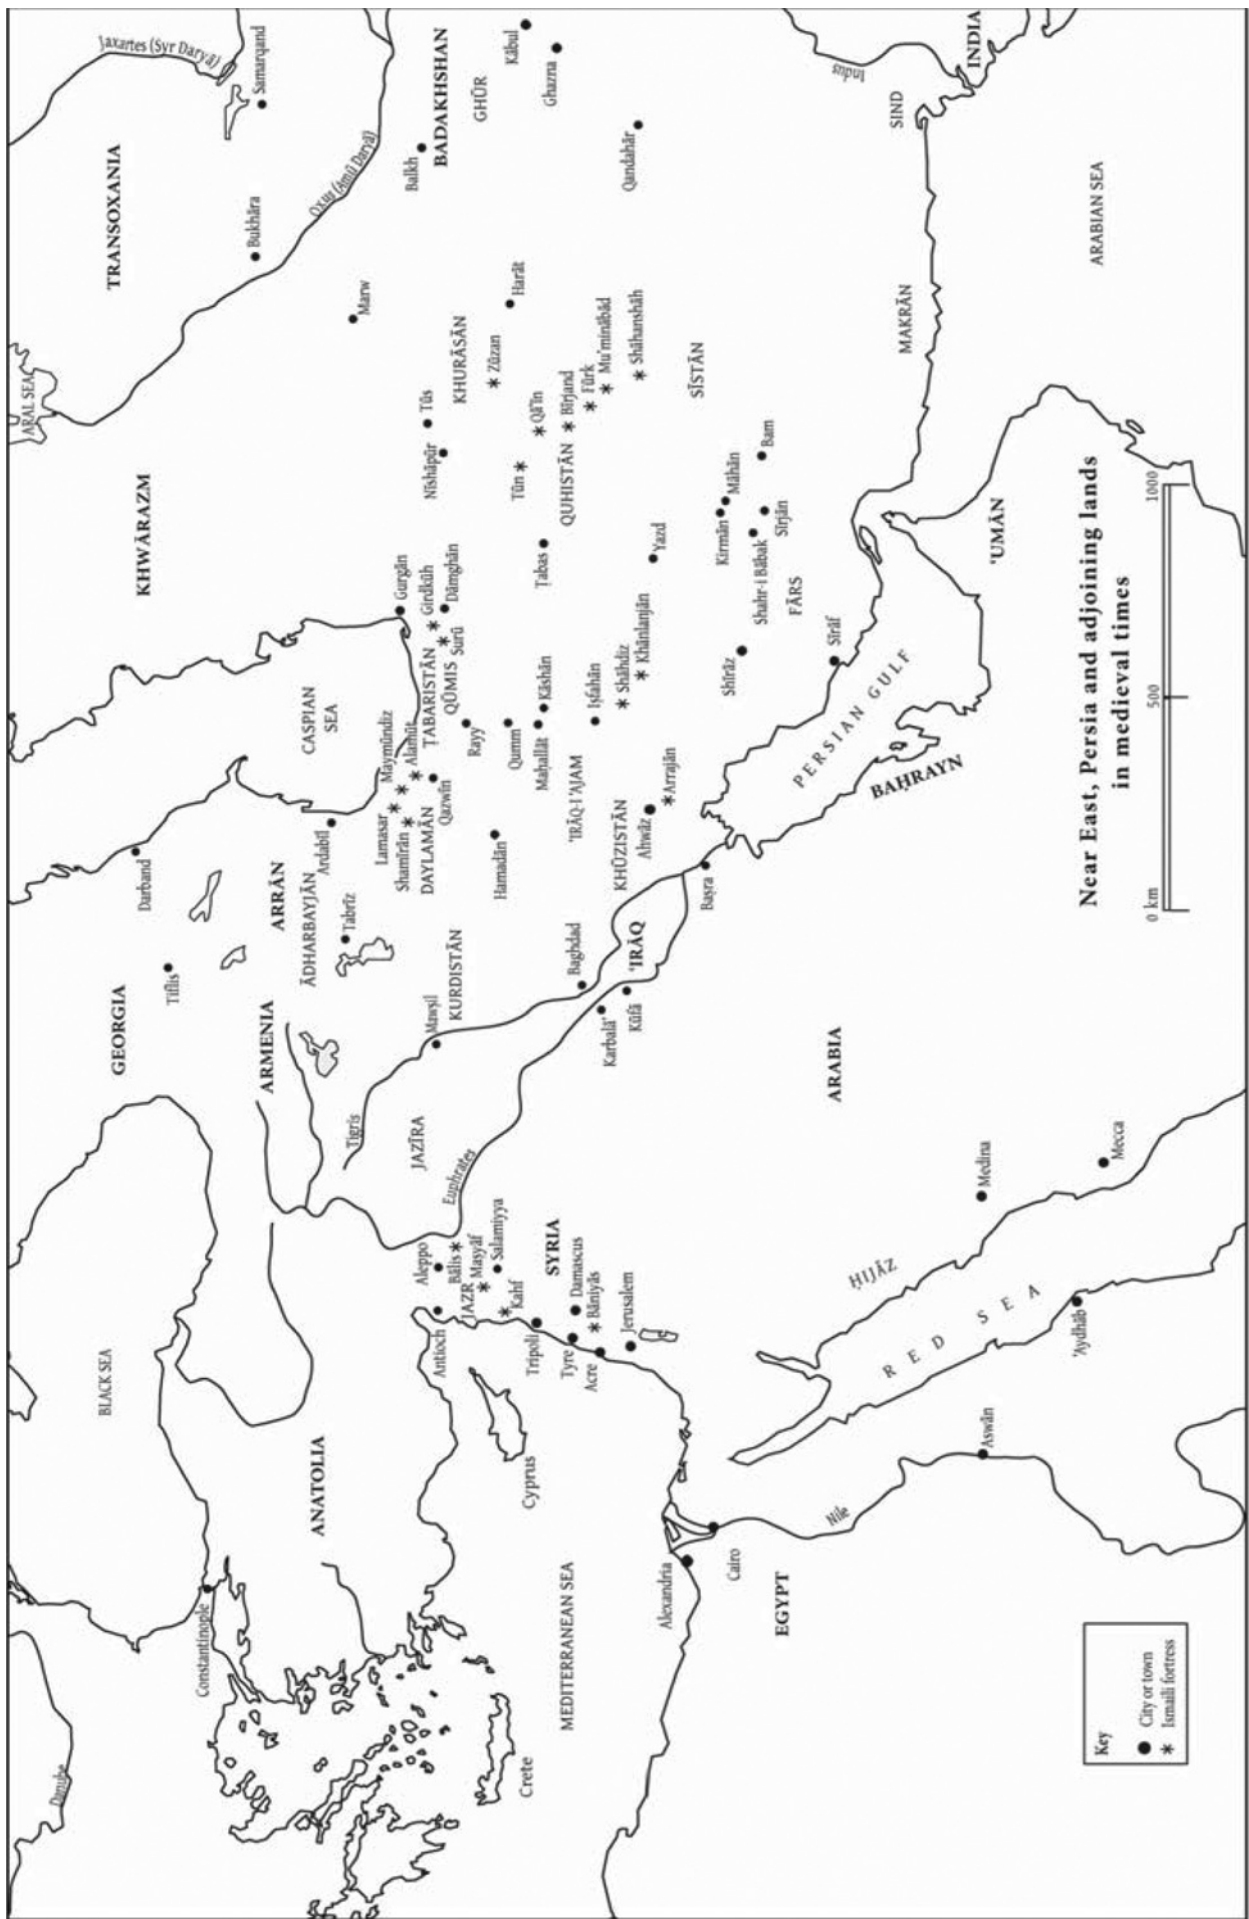 Near East, Persia and adjoining lands
in medieval times
0 km
500
1000
Key
City or town
Ismaili fortress
Danube
BLACK SEA
Constantinople
ANATOLIA
Crete
Cyprus
MEDITERRANEAN SEA
Alexandria
Cairo
EGYPT
Nile
Aswān
'Aydhāb
RED SEA
ḤIJĀZ
Medina
Mecca
ARABIA
Antioch
Aleppo
Bālis
JAZR
Maṣyāf
Salamiyya
Kahf
SYRIA
Tripoli
Damascus
Tyre
Bāniyās
Acre
Jerusalem
GEORGIA
Tiflis
ARMENIA
ARRĀN
Darband
ĀDHARBAYJĀN
Tabrīz
Ardabīl
Tigris
JAZĪRA
Euphrates
Mawṣil
KURDISTĀN
Baghdad
'IRĀQ
Karbalā'
Kūfa
Baṣra
CASPIAN
SEA
Lamasar
Shamīrān
DAYLAMĀN
Maymūndiz
Alamūt
Qazwīn
ṬABARISTĀN
QŪMIS
Surū
Girdkūh
Gurgān
Dāmghān
Rayy
Hamadān
Qumm
Maḥallāt
Kāshān
'IRĀQ-I 'AJAM
Iṣfahān
Shāhdiz
Khānlanjān
KHŪZISTĀN
Ahwāz
Arrajān
PERSIAN GULF
BAḤRAYN
Shīrāz
Sīrāf
FĀRS
Shahr-i Bābak
Sīrjān
Kirmān
Māhān
Bam
Yazd
Ṭabas
'UMĀN
KHWĀRAZM
ARAL SEA
Nīshāpūr
Ṭūs
KHURĀSĀN
Tūn
QUHISTĀN
Qā'in
Bīrjand
Fūrk
Mu'minābād
Shāhanshāh
Zūzan
Harāt
SĪSTĀN
MAKRĀN
Marw
TRANSOXANIA
Bukhāra
Samarqand
Jaxartes (Syr Daryā)
Oxus (Amū Daryā)
Balkh
BADAKHSHAN
GHŪR
Kābul
Ghazna
Qandahār
SIND
Indus
INDIA
ARABIAN SEA